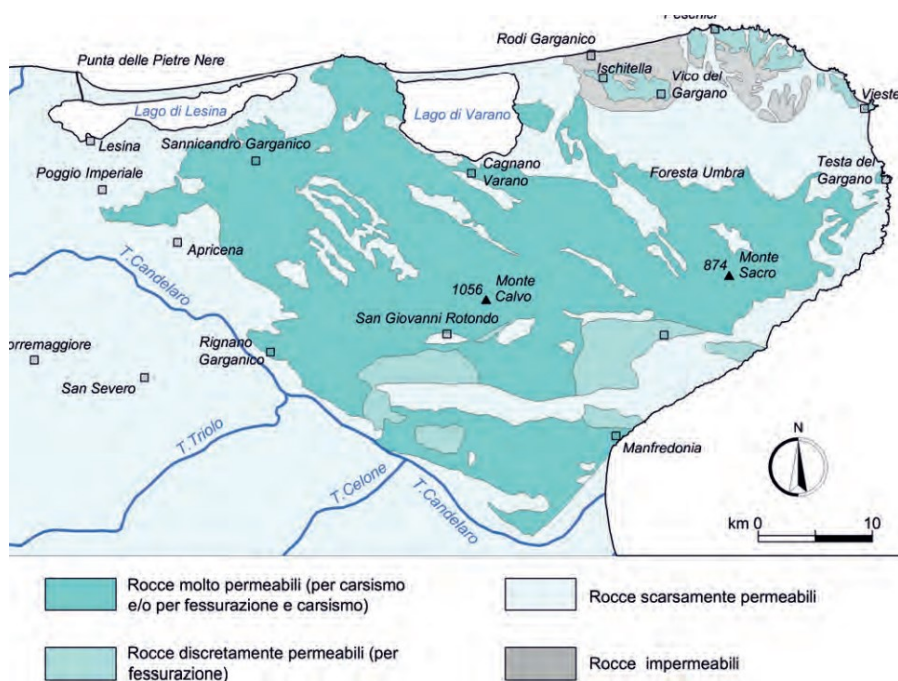 Peschici
Rodi Garganico
Punta delle Pietre Nere
Ischitella
Vico del
Gargano
Lago di Lesina
Lago di Varano
Vieste
Lesina
Sannicandro Garganico
Cagnano
Varano
Foresta Umbra
Testa del
Gargano
Poggio Imperiale
Apricena
T.Candelaro
874
Monte
Sacro
1056
Monte
Calvo
San Giovanni Rotondo
Rignano
Garganico
orremaggiore
San Severo
T.Triolo
T.Celone
T.Candelaro
Manfredonia
N
km 0 10
Rocce molto permeabili (per carsismo
e/o per fessurazione e carsismo)
Rocce scarsamente permeabili
Rocce discretamente permeabili (per
fessurazione)
Rocce impermeabili